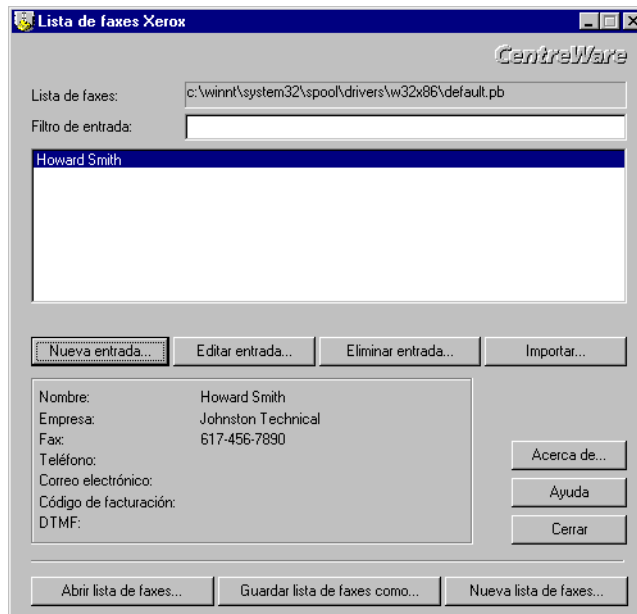 Lista de faxes Xerox
CentreWare
Lista de faxes: c:\winnt\system32\spool\drivers\w32x86\default.pb
Filtro de entrada:
Howard Smith
Nueva entrada... Editar entrada... Eliminar entrada... Importar...
Nombre: Howard Smith
Empresa: Johnston Technical
Fax: 617-456-7890
Teléfono:
Correo electrónico:
Código de facturación:
DTMF:
Acerca de...
Ayuda
Cerrar
Abrir lista de faxes... Guardar lista de faxes como... Nueva lista de faxes...